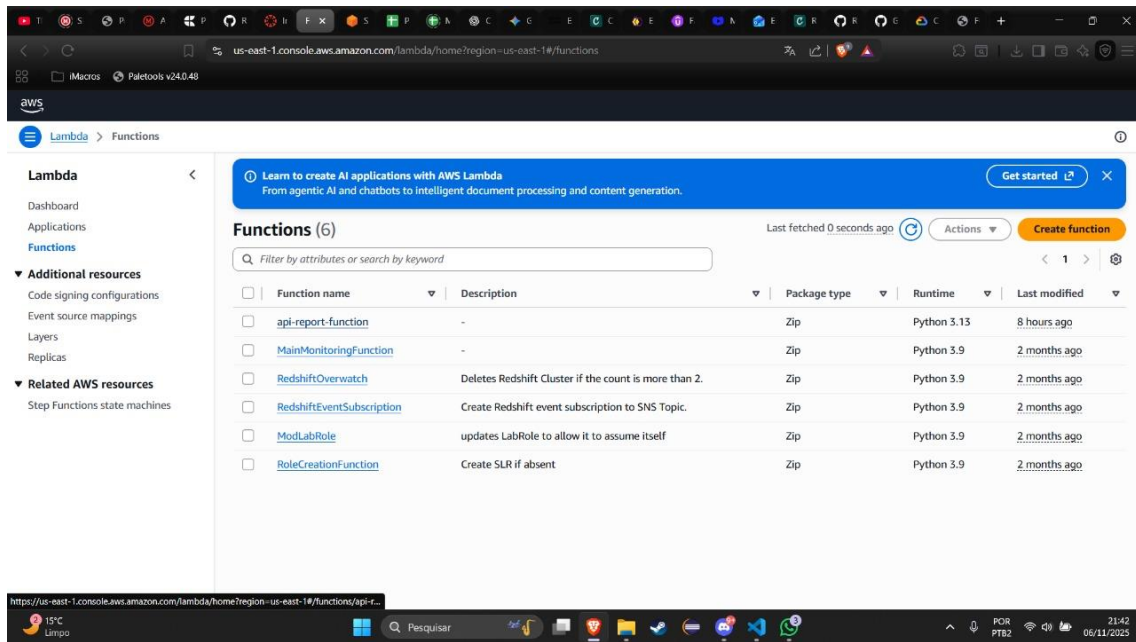 us-east-1.console.aws.amazon.com/lambda/home?region=us-east-1#/functions
iMacros Paletools v24.0.48
aws
Lambda > Functions
Lambda
Dashboard
Applications
Functions
Additional resources
Code signing configurations
Event source mappings
Layers
Replicas
Related AWS resources
Step Functions state machines
Learn to create AI applications with AWS Lambda
From agentic AI and chatbots to intelligent document processing and content generation.
Get started
Functions (6)
Last fetched 0 seconds ago
Actions
Create function
Filter by attributes or search by keyword
1
Function name Description Package type Runtime Last modified
api-report-function - Zip Python 3.13 8 hours ago
MainMonitoringFunction - Zip Python 3.9 2 months ago
RedshiftOverwatch Deletes Redshift Cluster if the count is more than 2. Zip Python 3.9 2 months ago
RedshiftEventSubscription Create Redshift event subscription to SNS Topic. Zip Python 3.9 2 months ago
ModLabRole updates LabRole to allow it to assume itself Zip Python 3.9 2 months ago
RoleCreationFunction Create SLR if absent Zip Python 3.9 2 months ago
https://us-east-1.console.aws.amazon.com/lambda/home?region=us-east-1#/functions/api-r...
15°C
Limpo
Pesquisar
POR
PTB2
21:42
06/11/2025